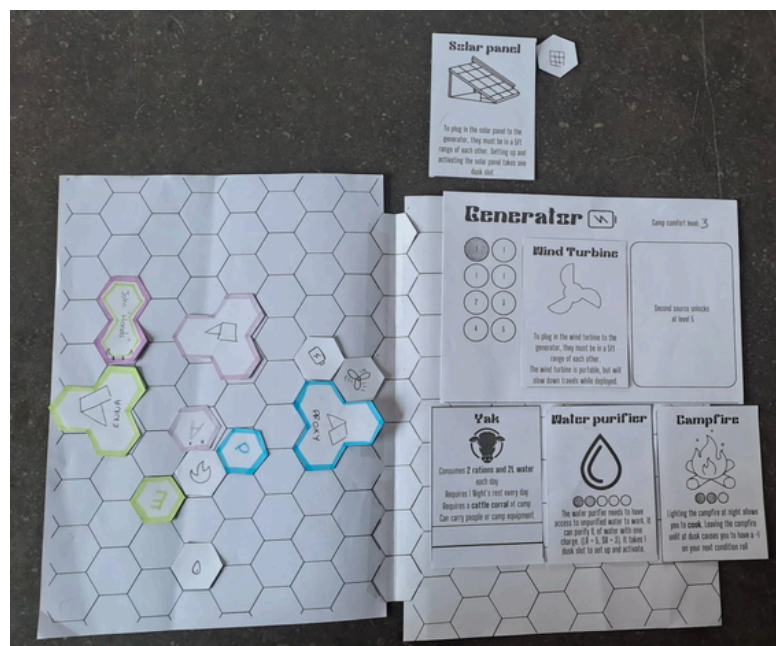 Solar panel
To plug in the solar panel to the
generator, they must be in a 5ft
range of each other. Setting up and
activating the solar panel takes one
dusk slot.
Generator
Camp comfort level: 3
1 1
1 1
2 3
4 5
Wind Turbine
To plug in the wind turbine to the
generator, they must be in a 5ft
range of each other.
The wind turbine is portable, but will
slow down travels while deployed.
Second source unlocks
at level 5
Yak
Consumes 2 rations and 2L water
each day
Requires 1 Night's rest every day
Requires a cattle corral at camp
Can carry people or camp equipment
Water purifier
The water purifier needs to have
access to unpurified water to work. It
can purify 1L of water with one
dusk slot to set up and activate.
Campfire
Lighting the campfire at night allows
you to cook. Leaving the campfire
unlit at dusk causes you to have a -1
on your next condition roll
ROXY
P
A
E